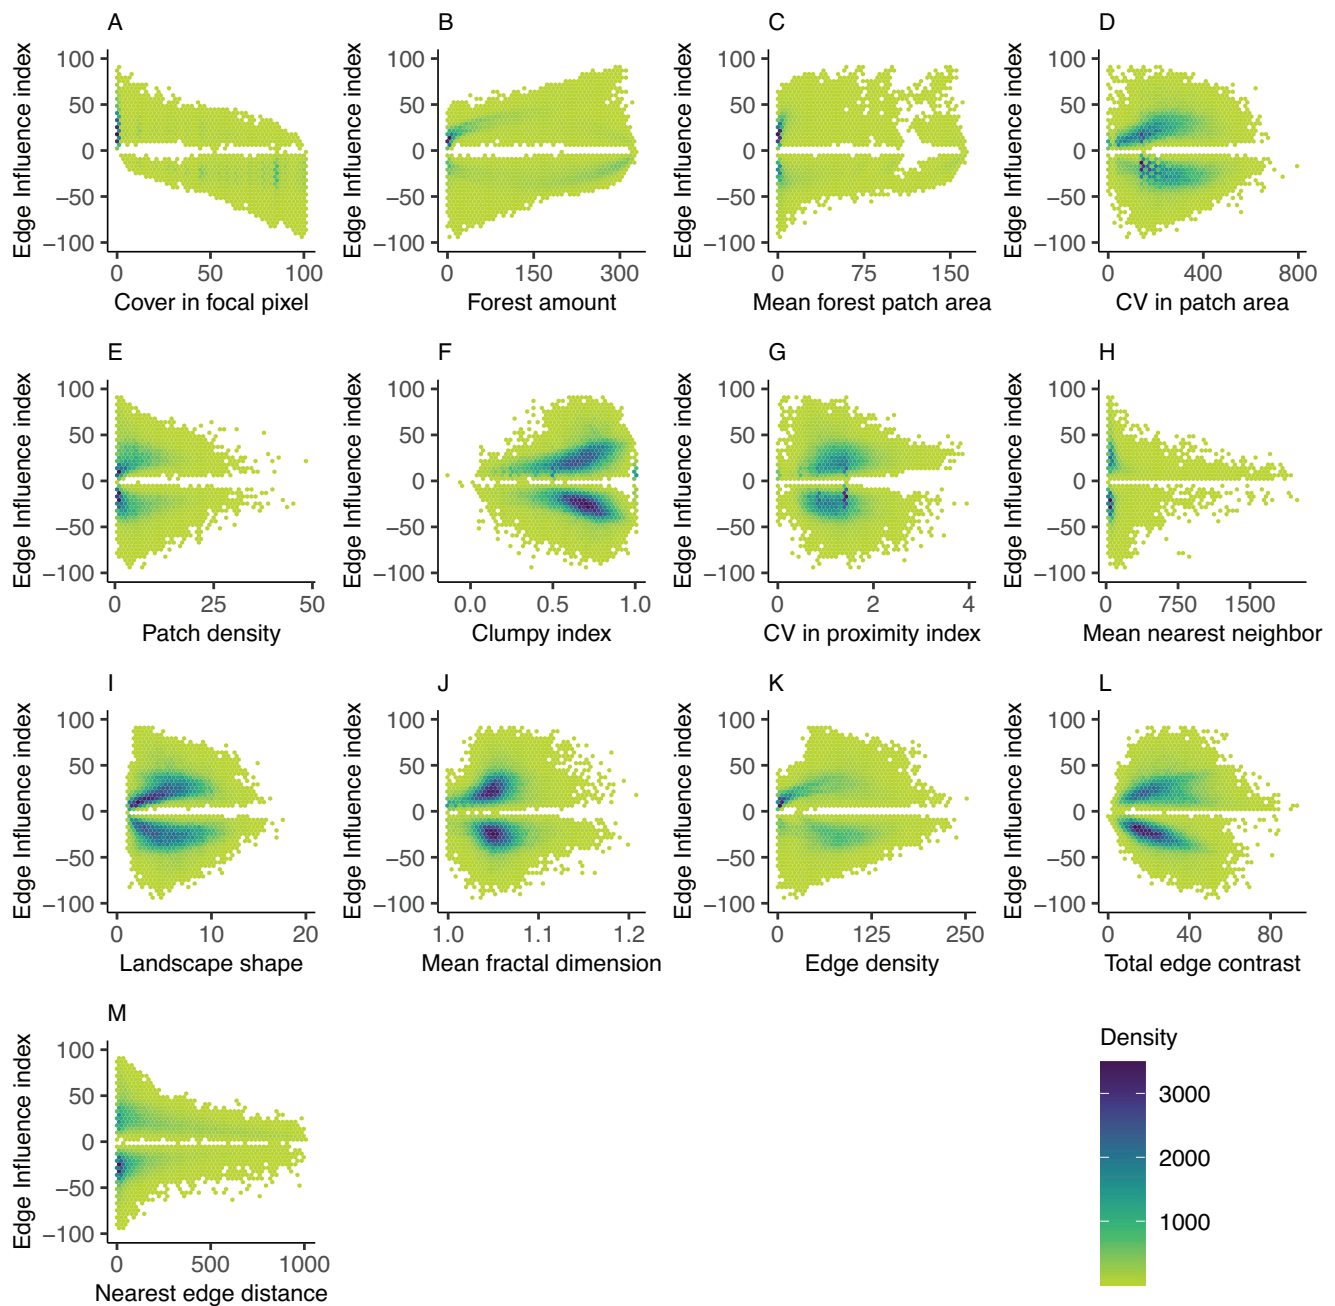 A
Edge Influence index
100
50
0
−50
−100
0
50
100
Cover in focal pixel
B
Edge Influence index
100
50
0
−50
−100
0
150
300
Forest amount
C
Edge Influence index
100
50
0
−50
−100
0
75
150
Mean forest patch area
D
Edge Influence index
100
50
0
−50
−100
0
400
800
CV in patch area
E
Edge Influence index
100
50
0
−50
−100
0
25
50
Patch density
F
Edge Influence index
100
50
0
−50
−100
0.0
0.5
1.0
Clumpy index
G
Edge Influence index
100
50
0
−50
−100
0
2
4
CV in proximity index
H
Edge Influence index
100
50
0
−50
−100
0
750
1500
Mean nearest neighbor
I
Edge Influence index
100
50
0
−50
−100
0
10
20
Landscape shape
J
Edge Influence index
100
50
0
−50
−100
1.0
1.1
1.2
Mean fractal dimension
K
Edge Influence index
100
50
0
−50
−100
0
125
250
Edge density
L
Edge Influence index
100
50
0
−50
−100
0
40
80
Total edge contrast
M
Edge Influence index
100
50
0
−50
−100
0
500
1000
Nearest edge distance
Density
3000
2000
1000